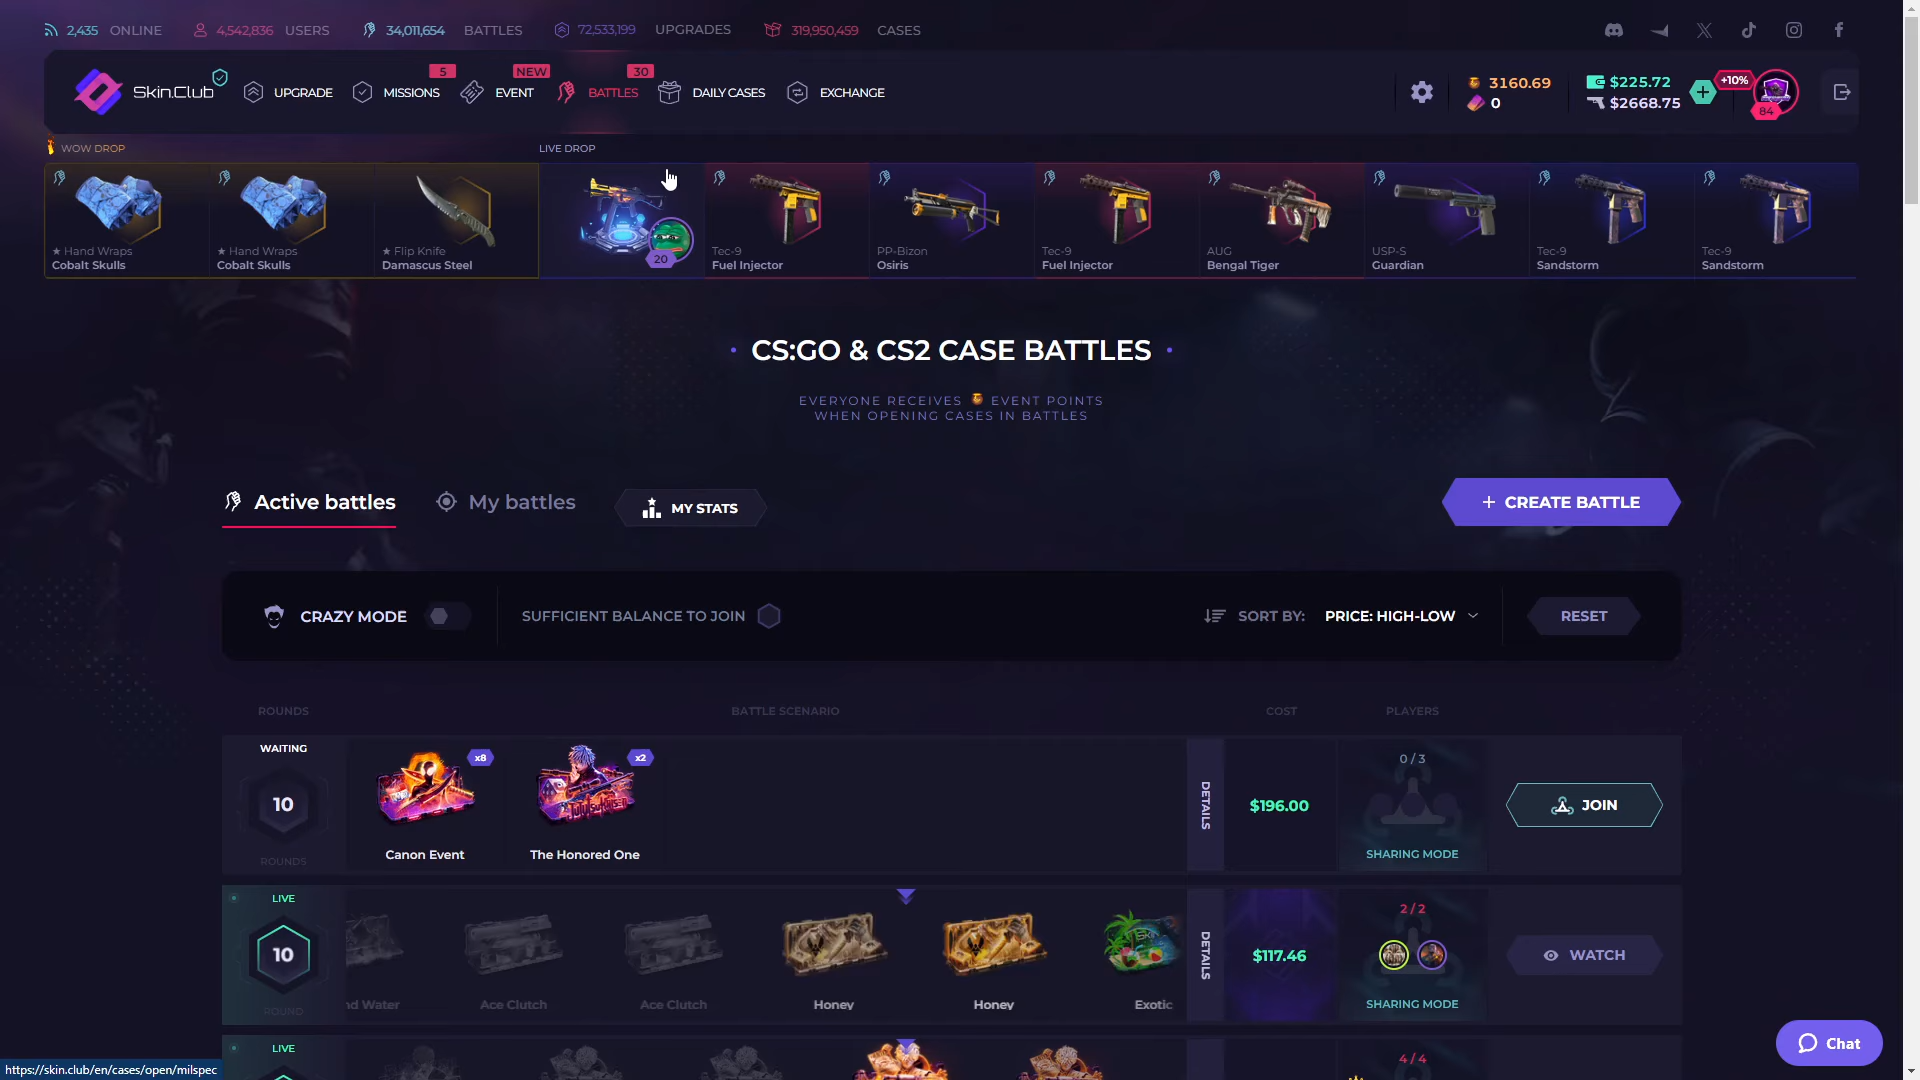 2,435 ONLINE 4,542,836 USERS 34,011,654 BATTLES 72,533,199 UPGRADES 319,950,459 CASES
Skin.Club UPGRADE 5 MISSIONS NEW EVENT 30 BATTLES DAILY CASES EXCHANGE
3160.69
0
$225.72
$2668.75
+10%
84
WOW DROP
LIVE DROP
★ Hand Wraps
Cobalt Skulls
★ Hand Wraps
Cobalt Skulls
★ Flip Knife
Damascus Steel
20
Tec-9
Fuel Injector
PP-Bizon
Osiris
Tec-9
Fuel Injector
AUG
Bengal Tiger
USP-S
Guardian
Tec-9
Sandstorm
Tec-9
Sandstorm
CS:GO & CS2 CASE BATTLES
EVERYONE RECEIVES EVENT POINTS
WHEN OPENING CASES IN BATTLES
Active battles My battles MY STATS
+ CREATE BATTLE
CRAZY MODE SUFFICIENT BALANCE TO JOIN SORT BY: PRICE: HIGH-LOW RESET
ROUNDS BATTLE SCENARIO COST PLAYERS
WAITING
10
ROUNDS
x8
Canon Event
x2
The Honored One
DETAILS
$196.00
0 / 3
SHARING MODE
JOIN
LIVE
10
ROUND
nd Water
Ace Clutch
Ace Clutch
Honey
Honey
Exotic
DETAILS
$117.46
2 / 2
SHARING MODE
WATCH
LIVE
4 / 4
Chat
https://skin.club/en/cases/open/milspec